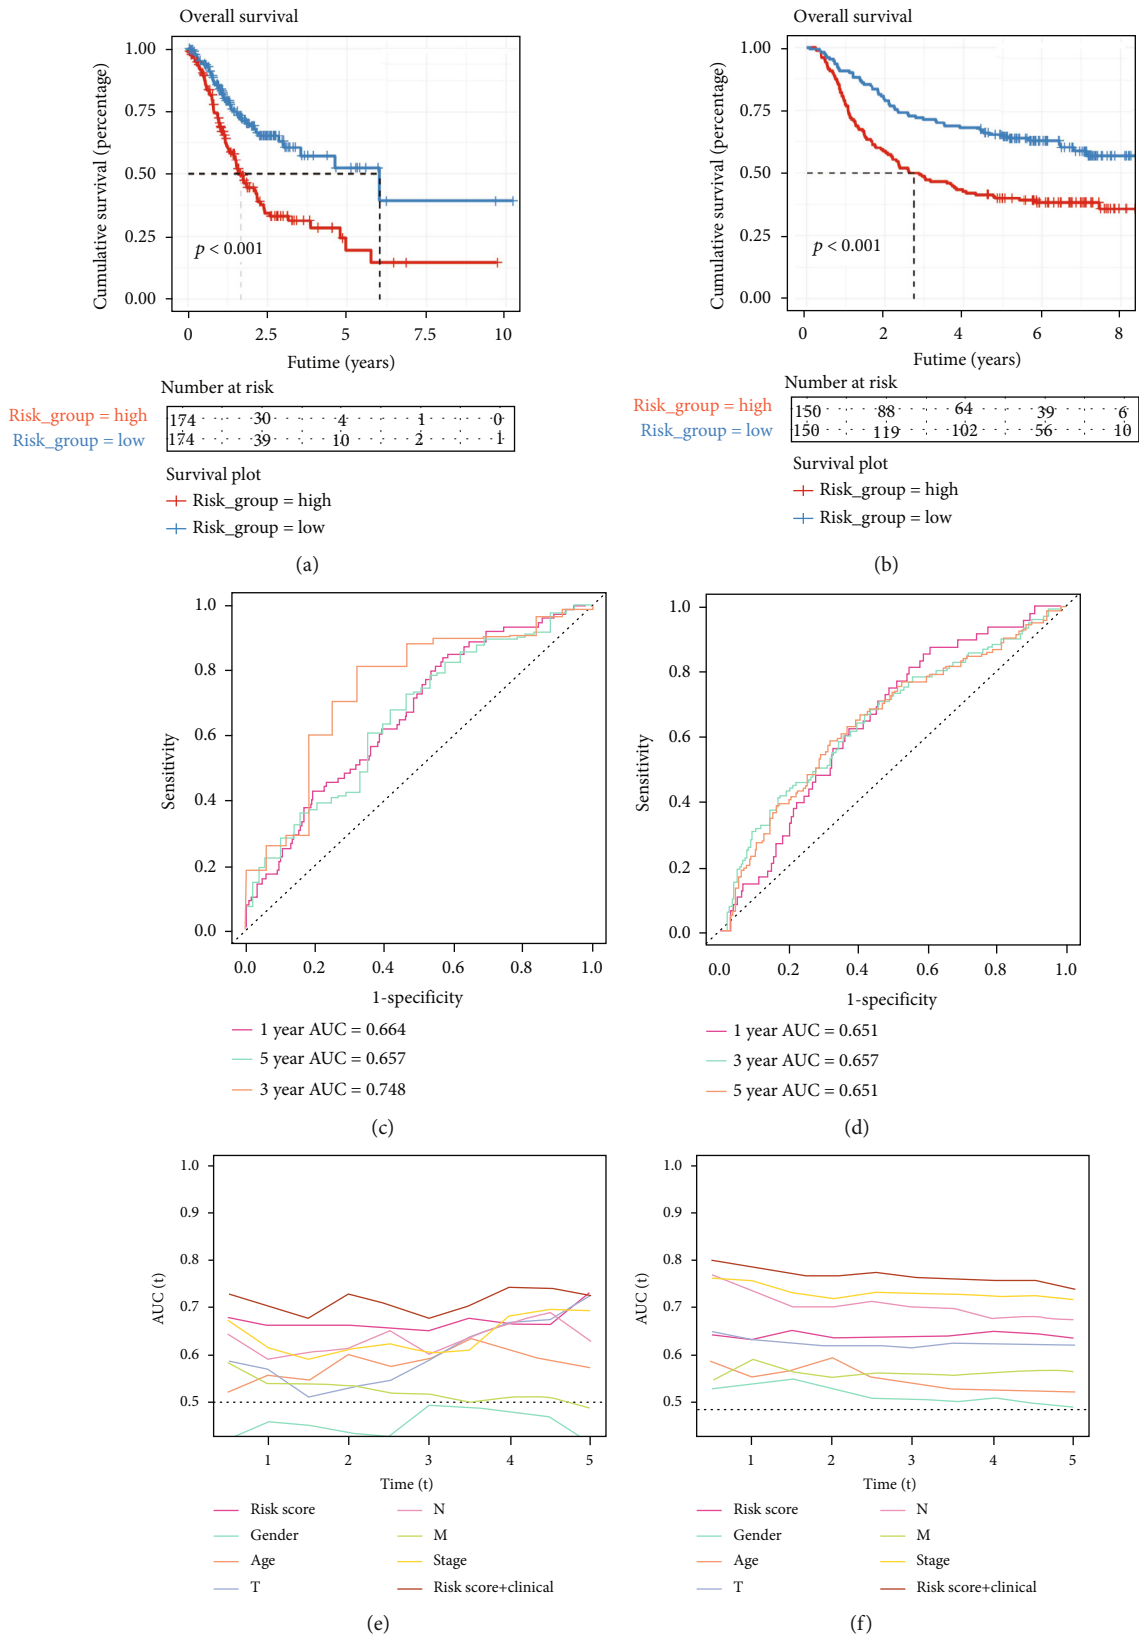 Overall survival
Cumulative survival (percentage)
1.00
0.75
0.50
0.25
0.00
p < 0.001
0 2.5 5 7.5 10
Futime (years)
Number at risk
Risk_group = high 174 30 4 1 0
Risk_group = low 174 39 10 2 1
Survival plot
Risk_group = high
Risk_group = low
(a)
Overall survival
Cumulative survival (percentage)
1.00
0.75
0.50
0.25
0.00
p < 0.001
0 2 4 6 8
Futime (years)
Number at risk
Risk_group = high 150 88 64 39 6
Risk_group = low 150 119 102 56 10
Survival plot
Risk_group = high
Risk_group = low
(b)
Sensitivity
1.0
0.8
0.6
0.4
0.2
0.0
0.0 0.2 0.4 0.6 0.8 1.0
1-specificity
1 year AUC = 0.664
5 year AUC = 0.657
3 year AUC = 0.748
(c)
Sensitivity
1.0
0.8
0.6
0.4
0.2
0.0
0.0 0.2 0.4 0.6 0.8 1.0
1-specificity
1 year AUC = 0.651
3 year AUC = 0.657
5 year AUC = 0.651
(d)
AUC (t)
1.0
0.9
0.8
0.7
0.6
0.5
1 2 3 4 5
Time (t)
Risk score N
Gender M
Age Stage
T Risk score+clinical
(e)
AUC (t)
1.0
0.9
0.8
0.7
0.6
0.5
1 2 3 4 5
Time (t)
Risk score N
Gender M
Age Stage
T Risk score+clinical
(f)